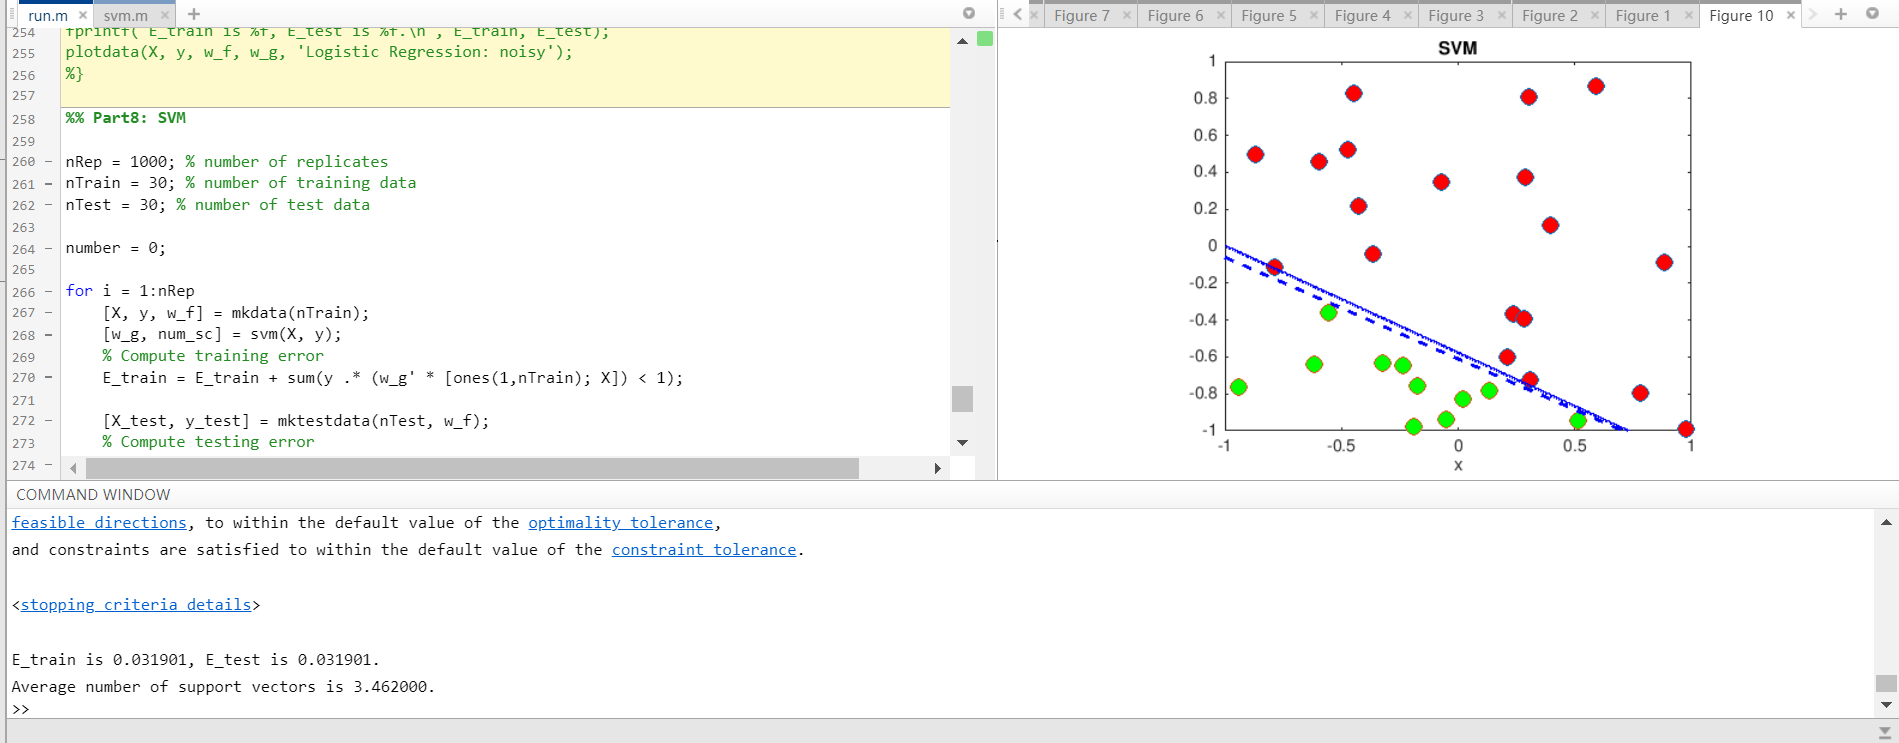 run.m × svm.m × +
254 fprintf('E_train is %f, E_test is %f.\n', E_train, E_test);
255 plotdata(X, y, w_f, w_g, 'Logistic Regression: noisy');
256 %}
257
258 %% Part8: SVM
259
260 – nRep = 1000; % number of replicates
261 – nTrain = 30; % number of training data
262 – nTest = 30; % number of test data
263
264 – number = 0;
265
266 – for i = 1:nRep
267 – [X, y, w_f] = mkdata(nTrain);
268 – [w_g, num_sc] = svm(X, y);
269 % Compute training error
270 – E_train = E_train + sum(y .* (w_g' * [ones(1,nTrain); X]) < 1);
271
272 – [X_test, y_test] = mktestdata(nTest, w_f);
273 % Compute testing error
274 –
Figure 7 × Figure 6 × Figure 5 × Figure 4 × Figure 3 × Figure 2 × Figure 1 × Figure 10 × +
SVM
1
0.8
0.6
0.4
0.2
0
-0.2
-0.4
-0.6
-0.8
-1
-1 -0.5 0 0.5 1
x
COMMAND WINDOW
feasible directions, to within the default value of the optimality tolerance,
and constraints are satisfied to within the default value of the constraint tolerance.
<stopping criteria details>
E_train is 0.031901, E_test is 0.031901.
Average number of support vectors is 3.462000.
>>